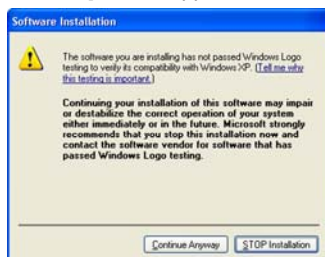 Software Installation
The software you are installing has not passed Windows Logo
testing to verify its compatibility with Windows XP. (Tell me why
this testing is important.)
Continuing your installation of this software may impair
or destabilize the correct operation of your system
either immediately or in the future. Microsoft strongly
recommends that you stop this installation now and
contact the software vendor for software that has
passed Windows Logo testing.
Continue Anyway
STOP Installation